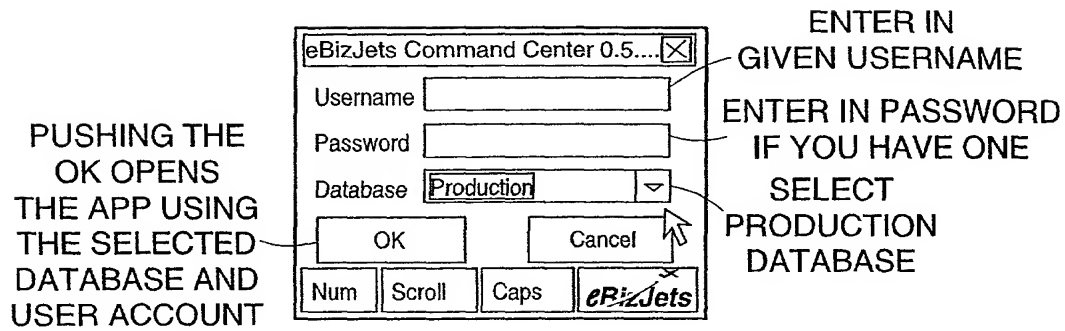 ENTER IN
GIVEN USERNAME
eBizJets Command Center 0.5....
Username
ENTER IN PASSWORD
IF YOU HAVE ONE
Password
PUSHING THE
OK OPENS
THE APP USING
THE SELECTED
DATABASE AND
USER ACCOUNT
Database Production
SELECT
PRODUCTION
DATABASE
OK Cancel
Num Scroll Caps eBizJets